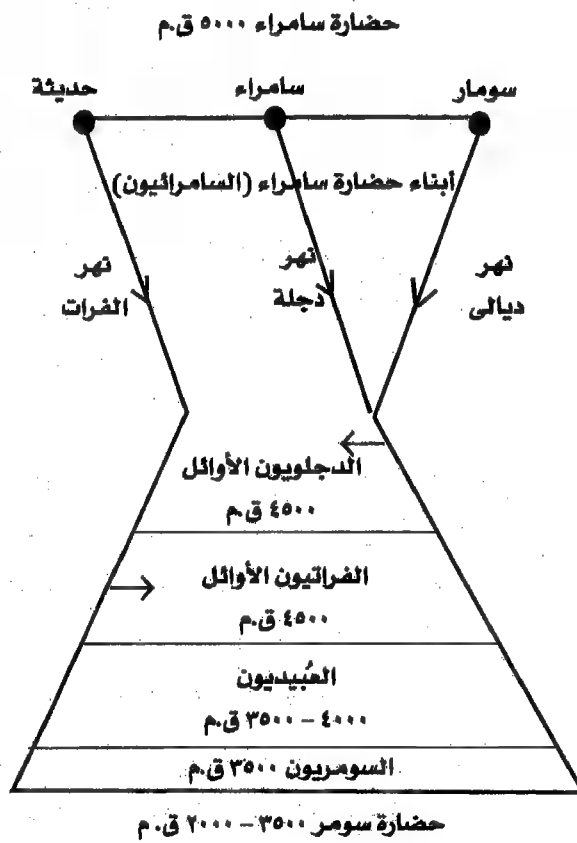 حضارة سامراء ٥٠٠٠ ق.م
سومار سامراء حديثة
أبناء حضارة سامراء (السامرائيون)
نهر نهر نهر
ديالى دجلة الفرات
الدجلويون الأوائل
٤٥٠٠ ق.م
الفراتيون الأوائل
٤٥٠٠ ق.م
العُبيديون
٤٠٠٠ – ٣٥٠٠ ق.م
السومريون ٣٥٠٠ ق.م
حضارة سومر ٣٥٠٠ – ٢٠٠٠ ق.م